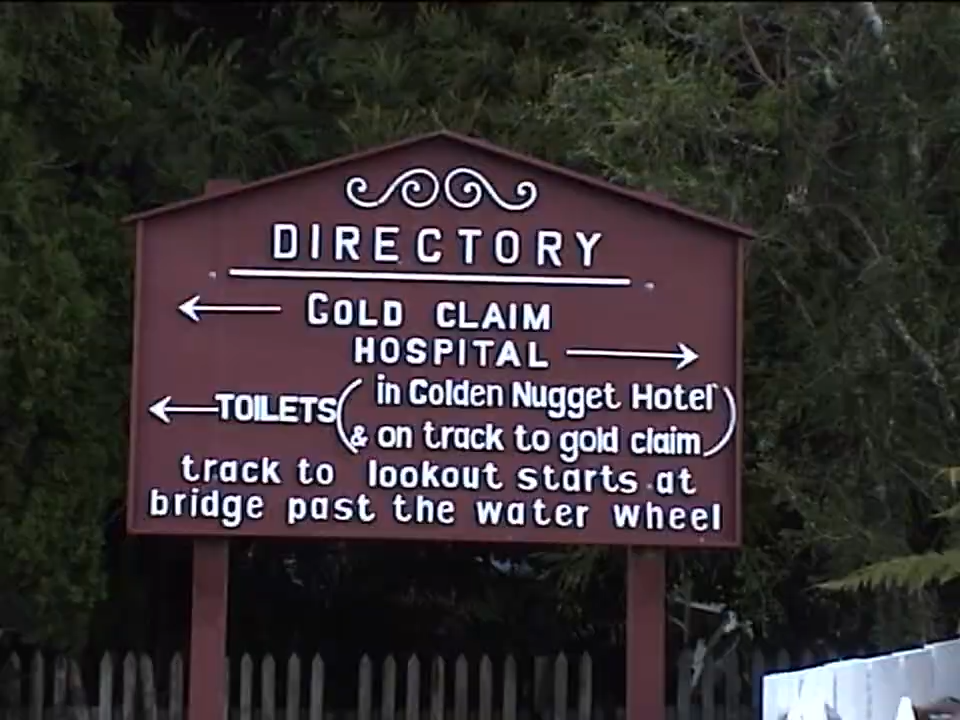 DIRECTORY
GOLD CLAIM
HOSPITAL
TOILETS (in Golden Nugget Hotel
& on track to gold claim)
track to lookout starts at
bridge past the water wheel